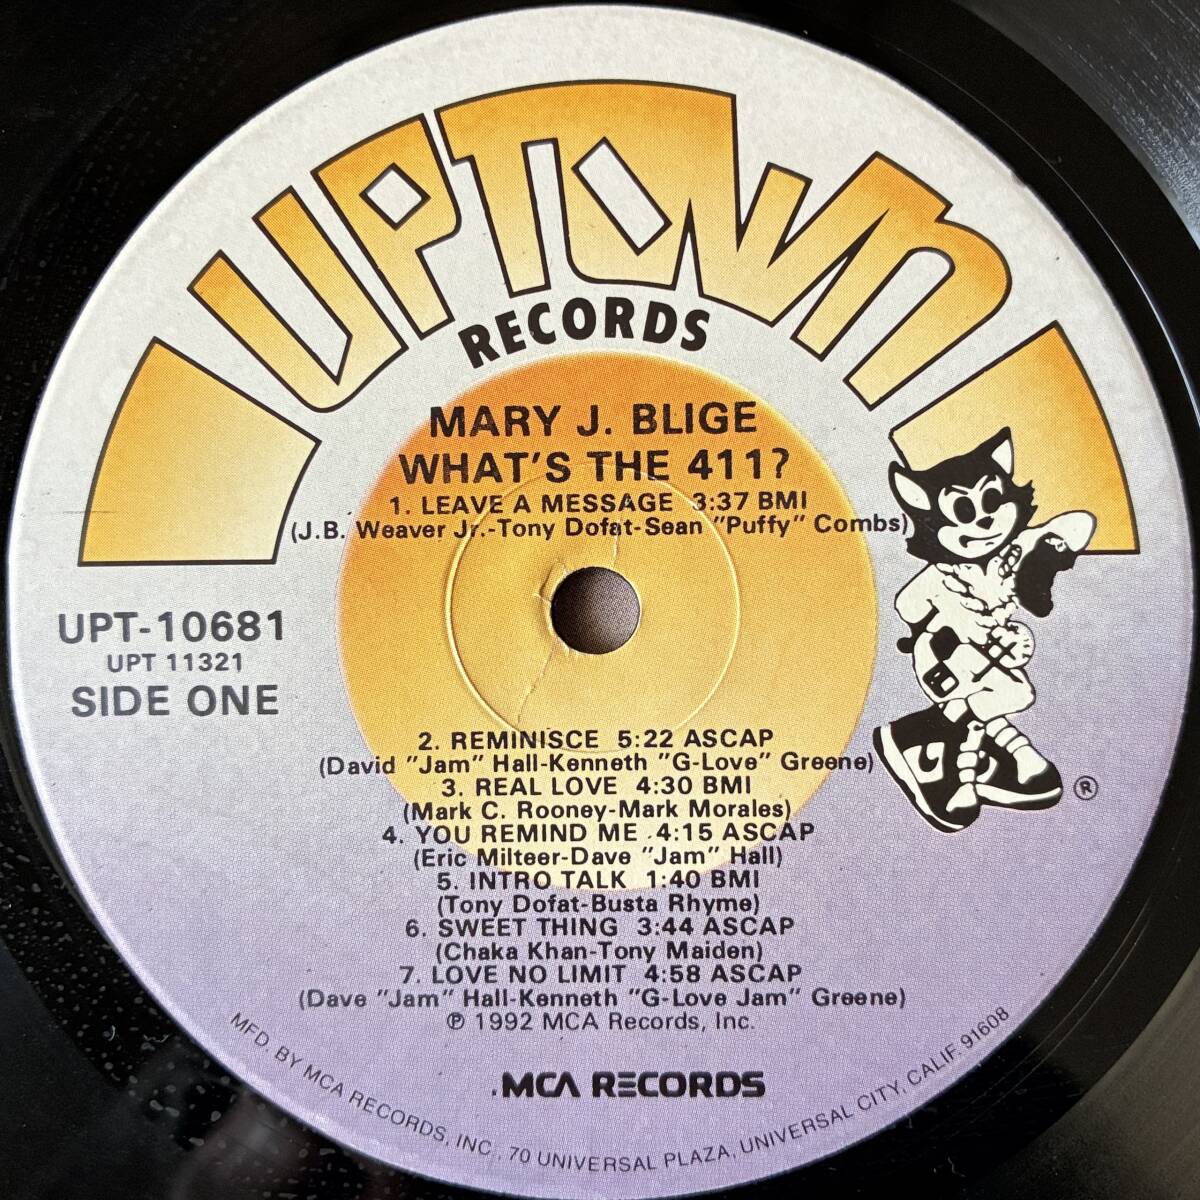 UPTOWN
RECORDS
MARY J. BLIGE
WHAT'S THE 411?
1. LEAVE A MESSAGE 3:37 BMI
(J.B. Weaver Jr.-Tony Dofat-Sean "Puffy" Combs)
UPT-10681
UPT 11321
SIDE ONE
2. REMINISCE 5:22 ASCAP
(David "Jam" Hall-Kenneth "G-Love" Greene)
3. REAL LOVE 4:30 BMI
(Mark C. Rooney-Mark Morales)
4. YOU REMIND ME 4:15 ASCAP
(Eric Milteer-Dave "Jam" Hall)
5. INTRO TALK 1:40 BMI
(Tony Dofat-Busta Rhyme)
6. SWEET THING 3:44 ASCAP
(Chaka Khan-Tony Maiden)
7. LOVE NO LIMIT 4:58 ASCAP
(Dave "Jam" Hall-Kenneth "G-Love Jam" Greene)
℗ 1992 MCA Records, Inc.
®
MCA RECORDS
MFD. BY MCA RECORDS, INC., 70 UNIVERSAL PLAZA, UNIVERSAL CITY, CALIF. 91608